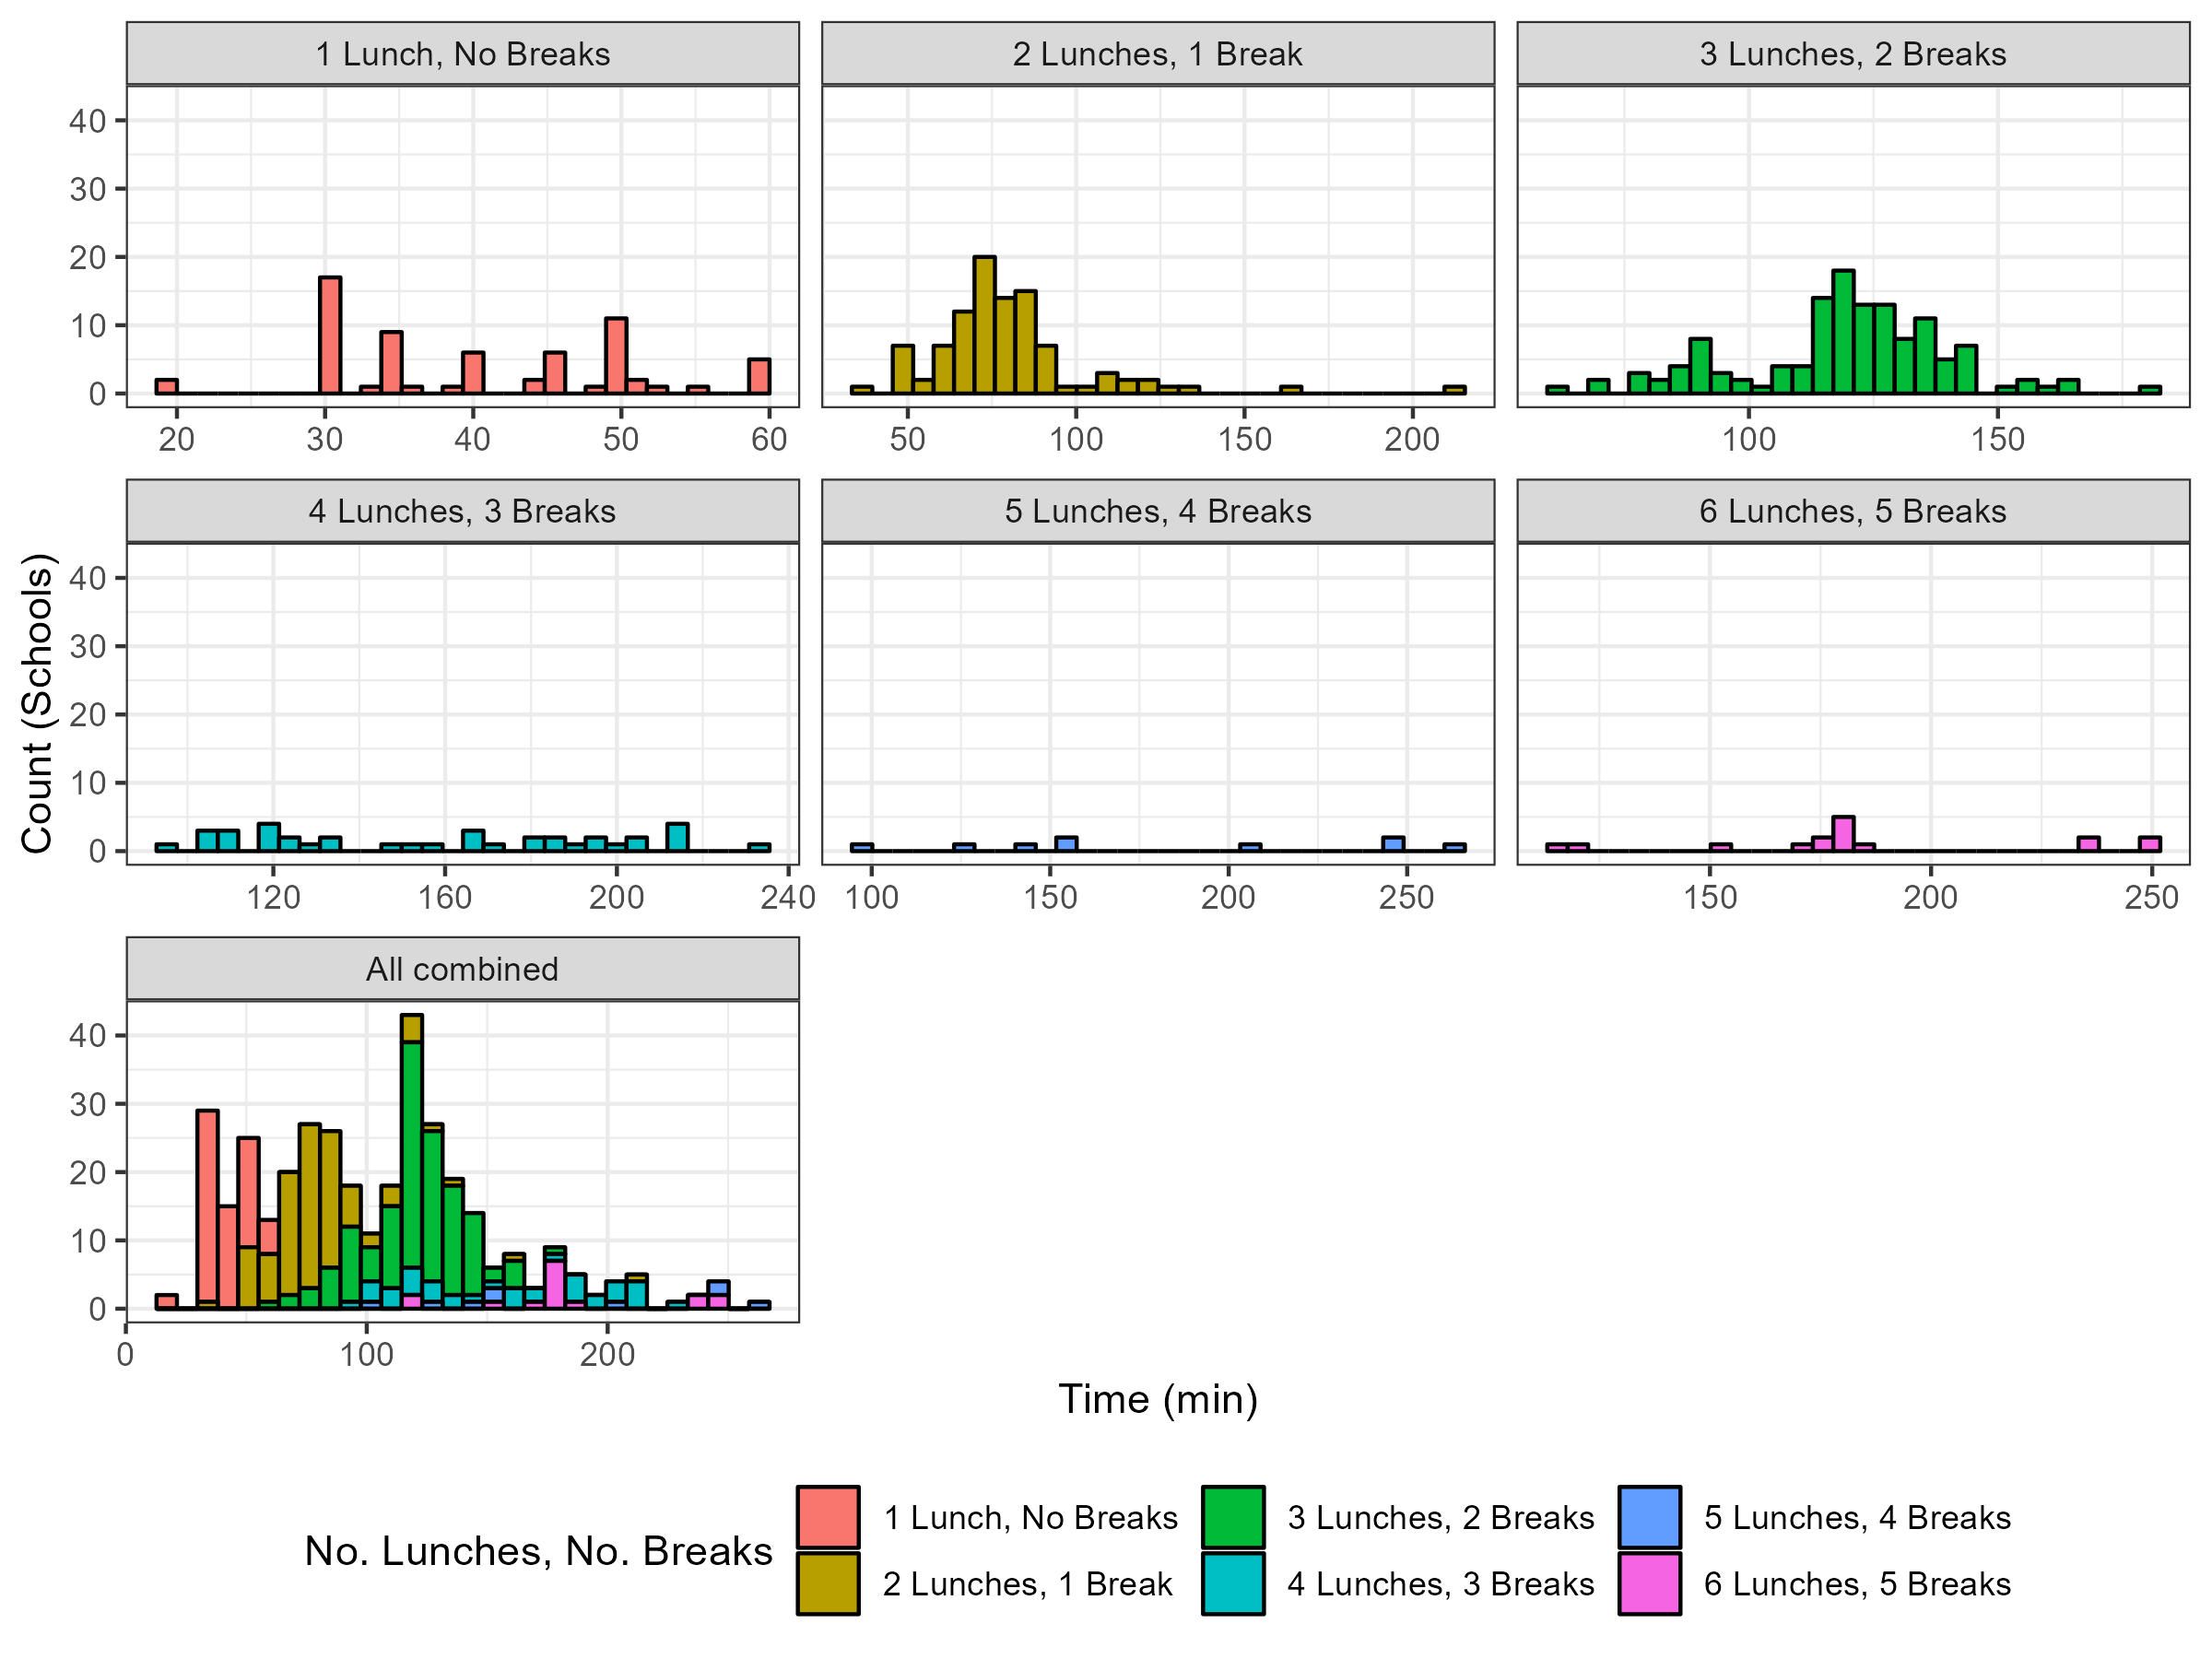 1 Lunch, No Breaks
2 Lunches, 1 Break
3 Lunches, 2 Breaks
40
30
20
10
0
20 30 40 50 60
50 100 150 200
100 150
4 Lunches, 3 Breaks
5 Lunches, 4 Breaks
6 Lunches, 5 Breaks
Count (Schools)
40
30
20
10
0
120 160 200 240
100 150 200 250
150 200 250
All combined
40
30
20
10
0
0 100 200
Time (min)
No. Lunches, No. Breaks
1 Lunch, No Breaks
2 Lunches, 1 Break
3 Lunches, 2 Breaks
4 Lunches, 3 Breaks
5 Lunches, 4 Breaks
6 Lunches, 5 Breaks